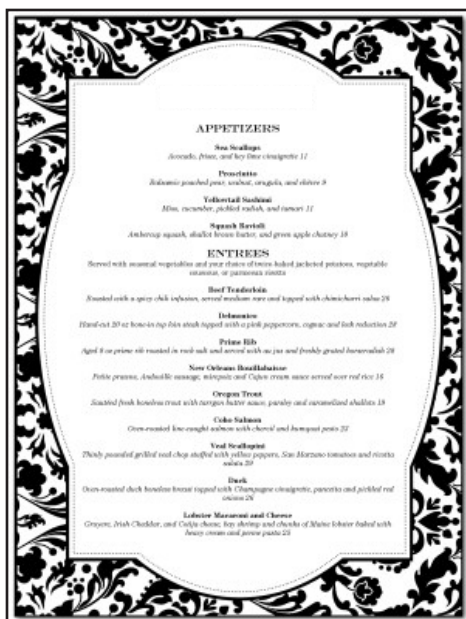 APPETIZERS
Sea Scallops
Avocado, frisee, and key lime vinaigrette 11
Prosciutto
Balsamic poached pear, walnut, arugula, and chèvre 9
Yellowtail Sashimi
Miso, cucumber, pickled radish, and tamari 11
Squash Ravioli
Ambercup squash, shallot brown butter, and green apple chutney 10
ENTREES
Served with seasonal vegetables and your choice of twice-baked jacketed potatoes, vegetable
couscous, or parmesan risotto
Beef Tenderloin
Roasted with a spicy chili infusion, served medium rare and topped with chimichurri salsa 26
Delmonico
Hand-cut 20 oz bone-in top loin steak topped with a pink peppercorn, cognac and leek reduction 28
Prime Rib
Aged 8 oz prime rib roasted in rock salt and served with au jus and freshly grated horseradish
New Orleans Bouillabaisse
Petite prawns, Andouille sausage, mirepoix and Cajun cream sauce served over red rice 16
Oregon Trout
Sautéed fresh boneless trout with tarragon butter sauce, parsley and caramelized shallots 18
Coho Salmon
Oven-roasted line-caught salmon with chervil and kumquat pesto 22
Veal Scallopini
Thinly pounded grilled veal chop stuffed with yellow peppers, San Marzano tomatoes and ricotta
salata 29
Duck
Oven-roasted duck boneless breast topped with Champagne vinaigrette, pancetta and pickled red
onions 26
Lobster Macaroni and Cheese
Gruyere, Irish Cheddar, and Cotija cheese, bay shrimp and chunks of Maine lobster baked with
heavy cream and penne pasta 25